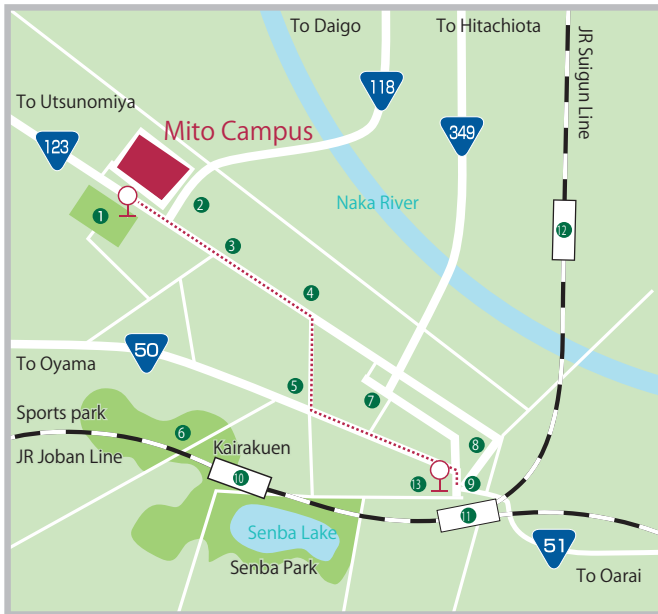 To Daigo
To Hitachiota
JR Suigun Line
118
To Utsunomiya
Mito Campus
349
123
Naka River
1
2
3
12
4
50
To Oyama
5
7
Sports park
6
8
JR Joban Line
Kairakuen
10
13
9
11
Senba Lake
51
Senba Park
To Oarai